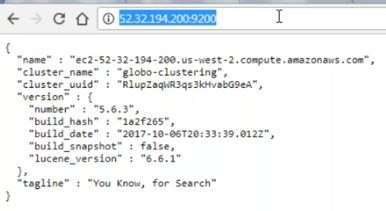 52.32.194.200:9200
{
  "name" : "ec2-52-32-194-200.us-west-2.compute.amazonaws.com",
  "cluster_name" : "globo-clustering",
  "cluster_uuid" : "RlupZaqWR3qs3kHvabG9eA",
  "version" : {
    "number" : "5.6.3",
    "build_hash" : "1a2f265",
    "build_date" : "2017-10-06T20:33:39.012Z",
    "build_snapshot" : false,
    "lucene_version" : "6.6.1"
  },
  "tagline" : "You Know, for Search"
}